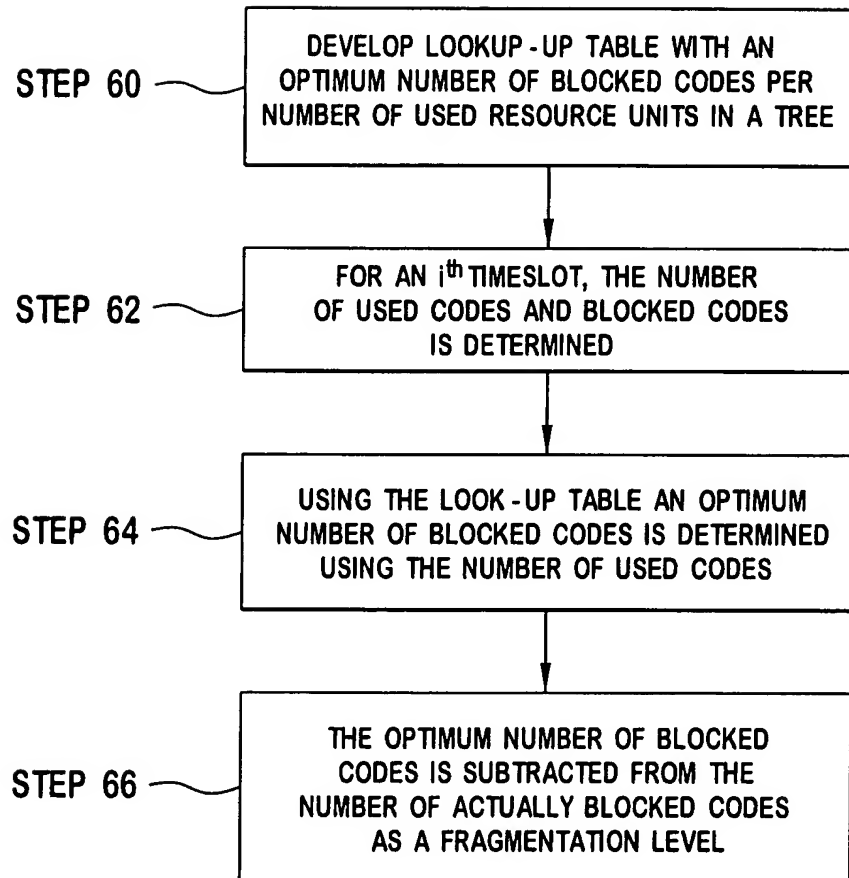 STEP 60
DEVELOP LOOKUP-UP TABLE WITH AN
OPTIMUM NUMBER OF BLOCKED CODES PER
NUMBER OF USED RESOURCE UNITS IN A TREE
STEP 62
FOR AN ith TIMESLOT, THE NUMBER
OF USED CODES AND BLOCKED CODES
IS DETERMINED
STEP 64
USING THE LOOK-UP TABLE AN OPTIMUM
NUMBER OF BLOCKED CODES IS DETERMINED
USING THE NUMBER OF USED CODES
STEP 66
THE OPTIMUM NUMBER OF BLOCKED
CODES IS SUBTRACTED FROM THE
NUMBER OF ACTUALLY BLOCKED CODES
AS A FRAGMENTATION LEVEL